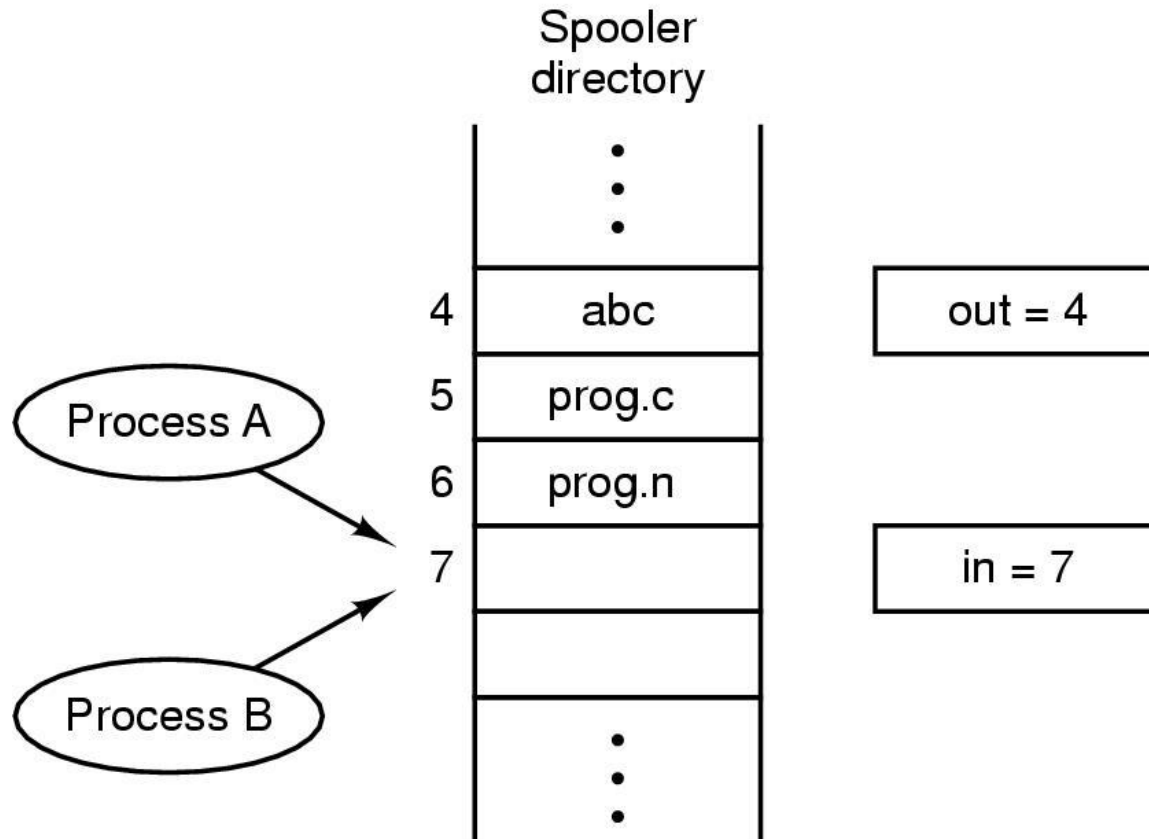 Spooler
directory
4 abc
out = 4
5 prog.c
Process A
6 prog.n
7
in = 7
Process B